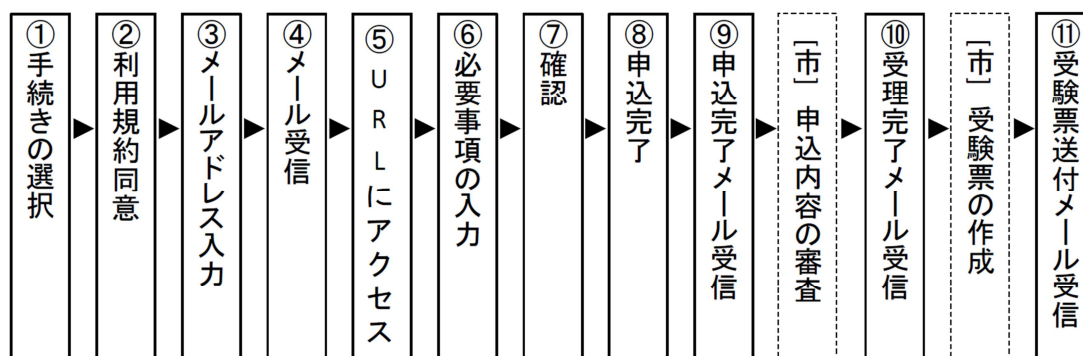 ①手続きの選択
②利用規約同意
③メールアドレス入力
④メール受信
⑤URLにアクセス
⑥必要事項の入力
⑦確認
⑧申込完了
⑨申込完了メール受信
[市] 申込内容の審査
⑩受理完了メール受信
[市] 受験票の作成
⑪受験票送付メール受信